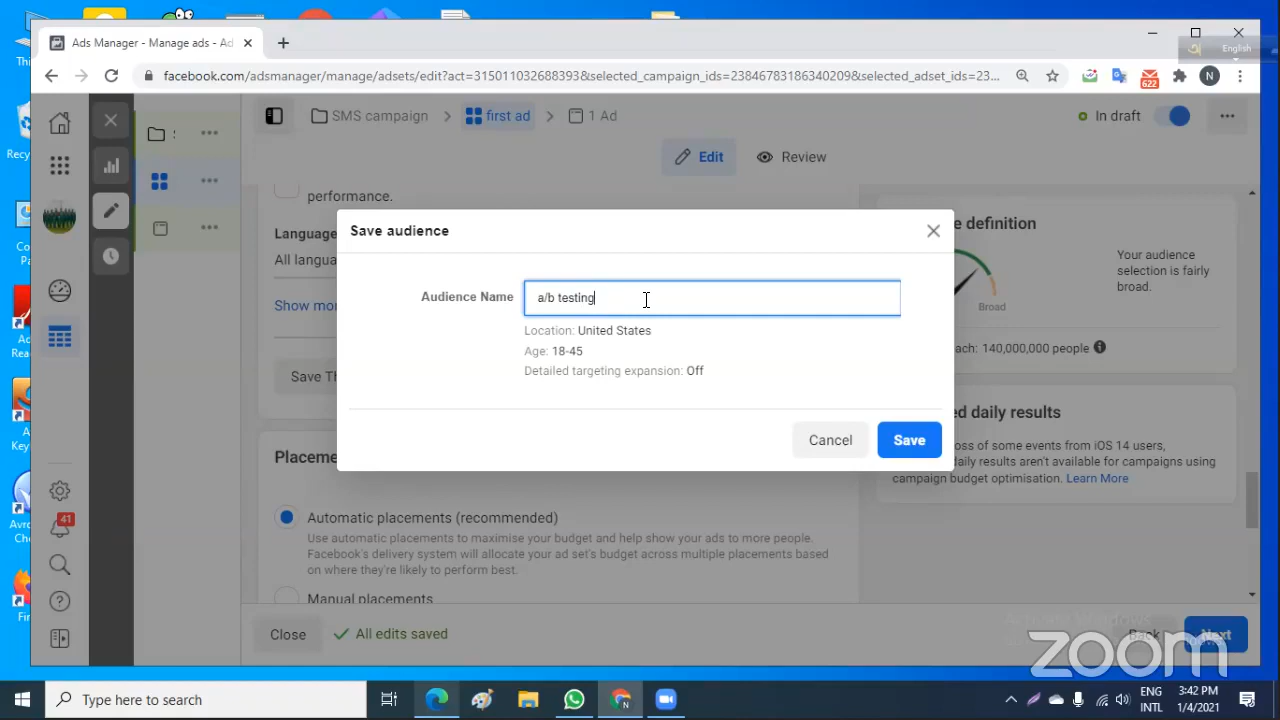 Ads Manager - Manage ads - Ad
English
facebook.com/adsmanager/manage/adsets/edit?act=315011032688393&selected_campaign_ids=23846783186340209&selected_adset_ids=23...
622
N
SMS campaign
first ad
1 Ad
In draft
Edit
Review
performance.
Save audience
definition
Language
All langua
Your audience
selection is fairly
broad.
Audience Name
a/b testing
Broad
Show mor
Location: United States
Age: 18-45
Detailed targeting expansion: Off
ach: 140,000,000 people
Save Th
d daily results
Cancel
Save
oss of some events from iOS 14 users,
daily results aren't available for campaigns using
campaign budget optimisation. Learn More
Placeme
Automatic placements (recommended)
Use automatic placements to maximise your budget and help show your ads to more people.
Facebook's delivery system will allocate your ad set's budget across multiple placements based
on where they're likely to perform best.
Manual placements
41
Close
All edits saved
Activate Windows
Back
Next
zoom
Type here to search
ENG
INTL
3:42 PM
1/4/2021